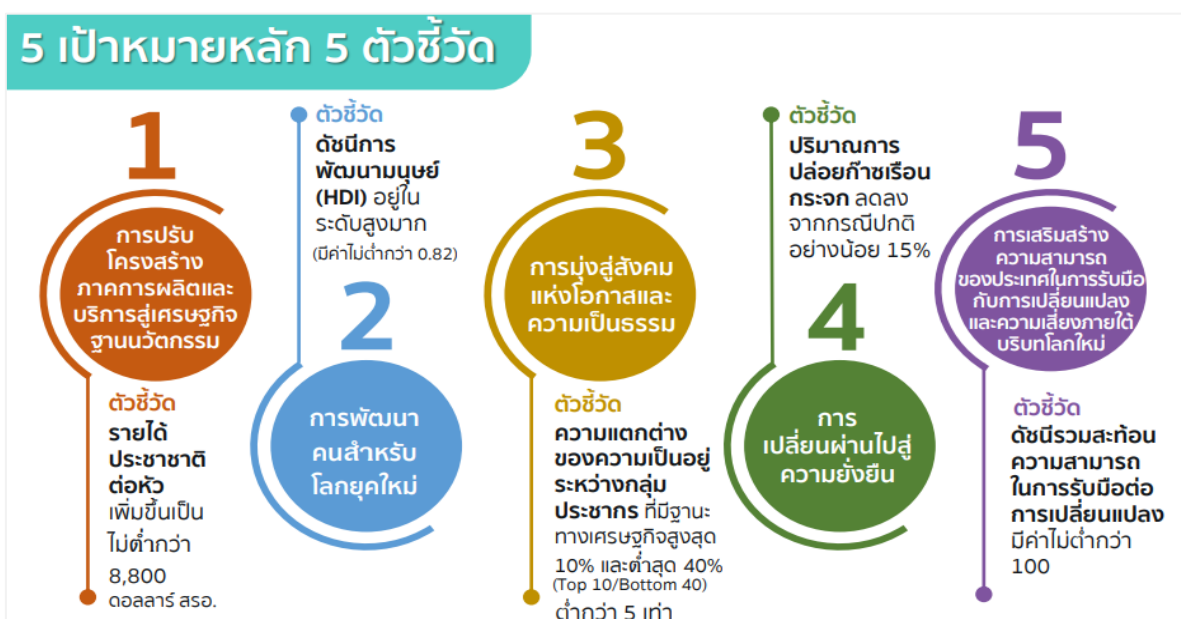 5 เป้าหมายหลัก 5 ตัวชี้วัด
1
การปรับ
โครงสร้าง
ภาคการผลิตและ
บริการสู่เศรษฐกิจ
ฐานนวัตกรรม
ตัวชี้วัด
รายได้
ประชาชาติ
ต่อหัว
เพิ่มขึ้นเป็น
ไม่ต่ำกว่า
8,800
ดอลลาร์ สรอ.
ตัวชี้วัด
ดัชนีการ
พัฒนามนุษย์
(HDI) อยู่ใน
ระดับสูงมาก
(มีค่าไม่ต่ำกว่า 0.82)
2
การพัฒนา
คนสำหรับ
โลกยุคใหม่
3
การมุ่งสู่สังคม
แห่งโอกาสและ
ความเป็นธรรม
ตัวชี้วัด
ความแตกต่าง
ของความเป็นอยู่
ระหว่างกลุ่ม
ประชากร ที่มีฐานะ
ทางเศรษฐกิจสูงสุด
10% และต่ำสุด 40%
(Top 10/Bottom 40)
ต่ำกว่า 5 เท่า
ตัวชี้วัด
ปริมาณการ
ปล่อยก๊าซเรือน
กระจก ลดลง
จากกรณีปกติ
อย่างน้อย 15%
4
การ
เปลี่ยนผ่านไปสู่
ความยั่งยืน
5
การเสริมสร้าง
ความสามารถ
ของประเทศในการรับมือ
กับการเปลี่ยนแปลง
และความเสี่ยงภายใต้
บริบทโลกใหม่
ตัวชี้วัด
ดัชนีรวมสะท้อน
ความสามารถ
ในการรับมือต่อ
การเปลี่ยนแปลง
มีค่าไม่ต่ำกว่า
100